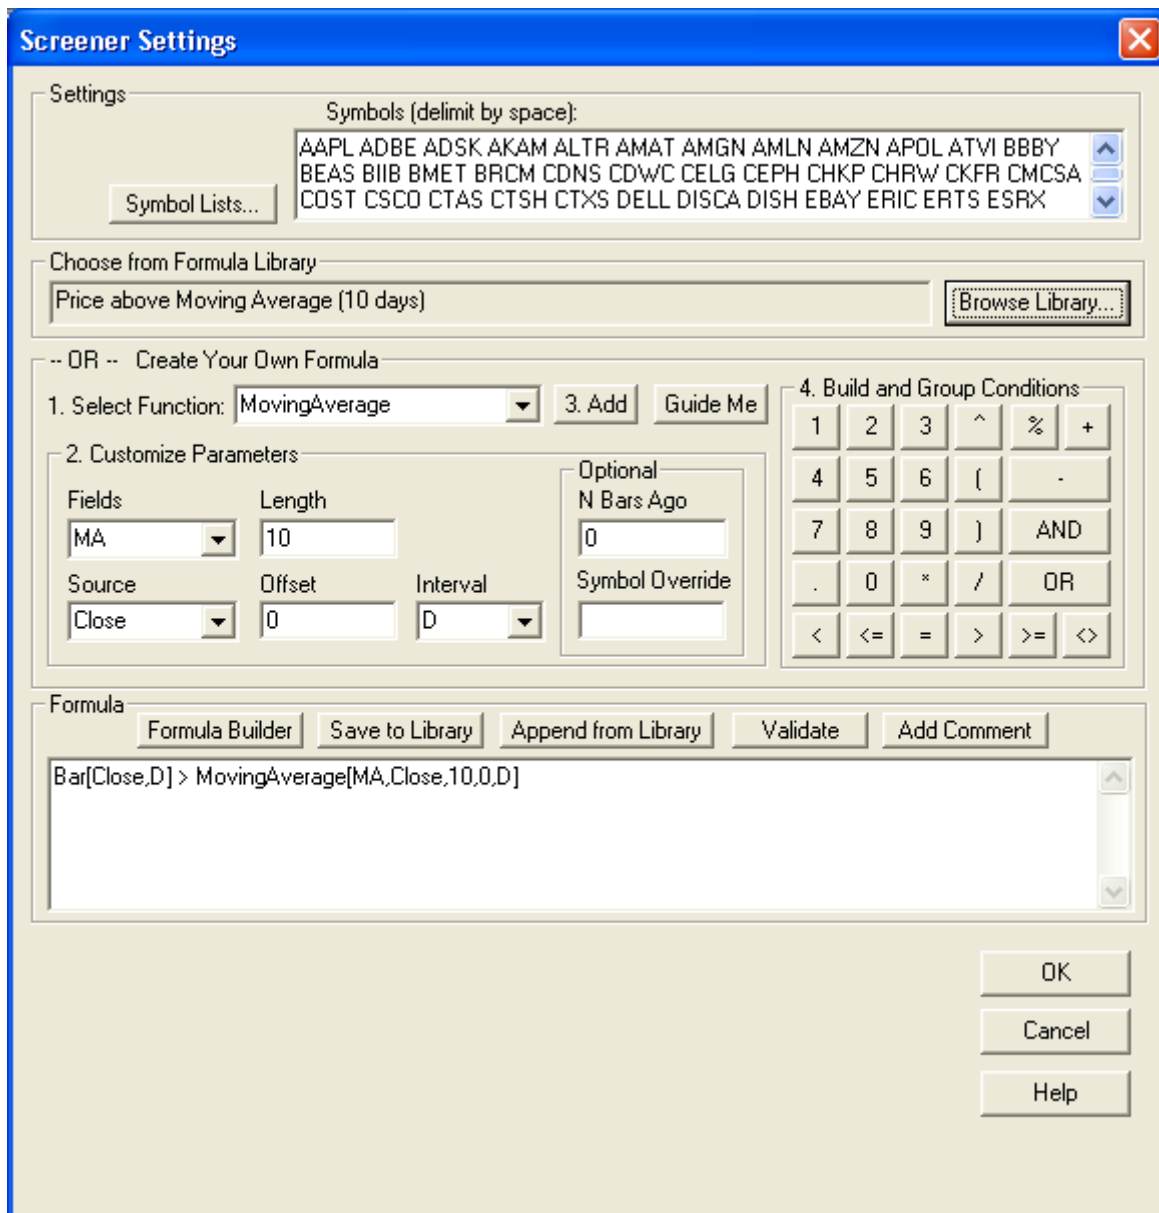 Screener Settings
Settings
Symbols (delimit by space):
AAPL ADBE ADSK AKAM ALTR AMAT AMGN AMLN AMZN APOL ATVI BBBY
BEAS BIIB BMET BRCM CDNS CDWC CELG CEPH CHKP CHRW CKFR CMCSA
Symbol Lists... COST CSCO CTAS CTSH CTXS DELL DISCA DISH EBAY ERIC ERTS ESRX
Choose from Formula Library
Price above Moving Average (10 days) Browse Library...
-- OR -- Create Your Own Formula
1. Select Function: MovingAverage 3. Add Guide Me
2. Customize Parameters
Fields Length
MA 10
Source Offset Interval
Close 0 D
Optional
N Bars Ago
0
Symbol Override
4. Build and Group Conditions
1 2 3 ^ % +
4 5 6 ( -
7 8 9 ) AND
. 0 * / OR
< <= = > >= <>
Formula
Formula Builder Save to Library Append from Library Validate Add Comment
Bar[Close,D] > MovingAverage[MA,Close,10,0,D]
OK
Cancel
Help